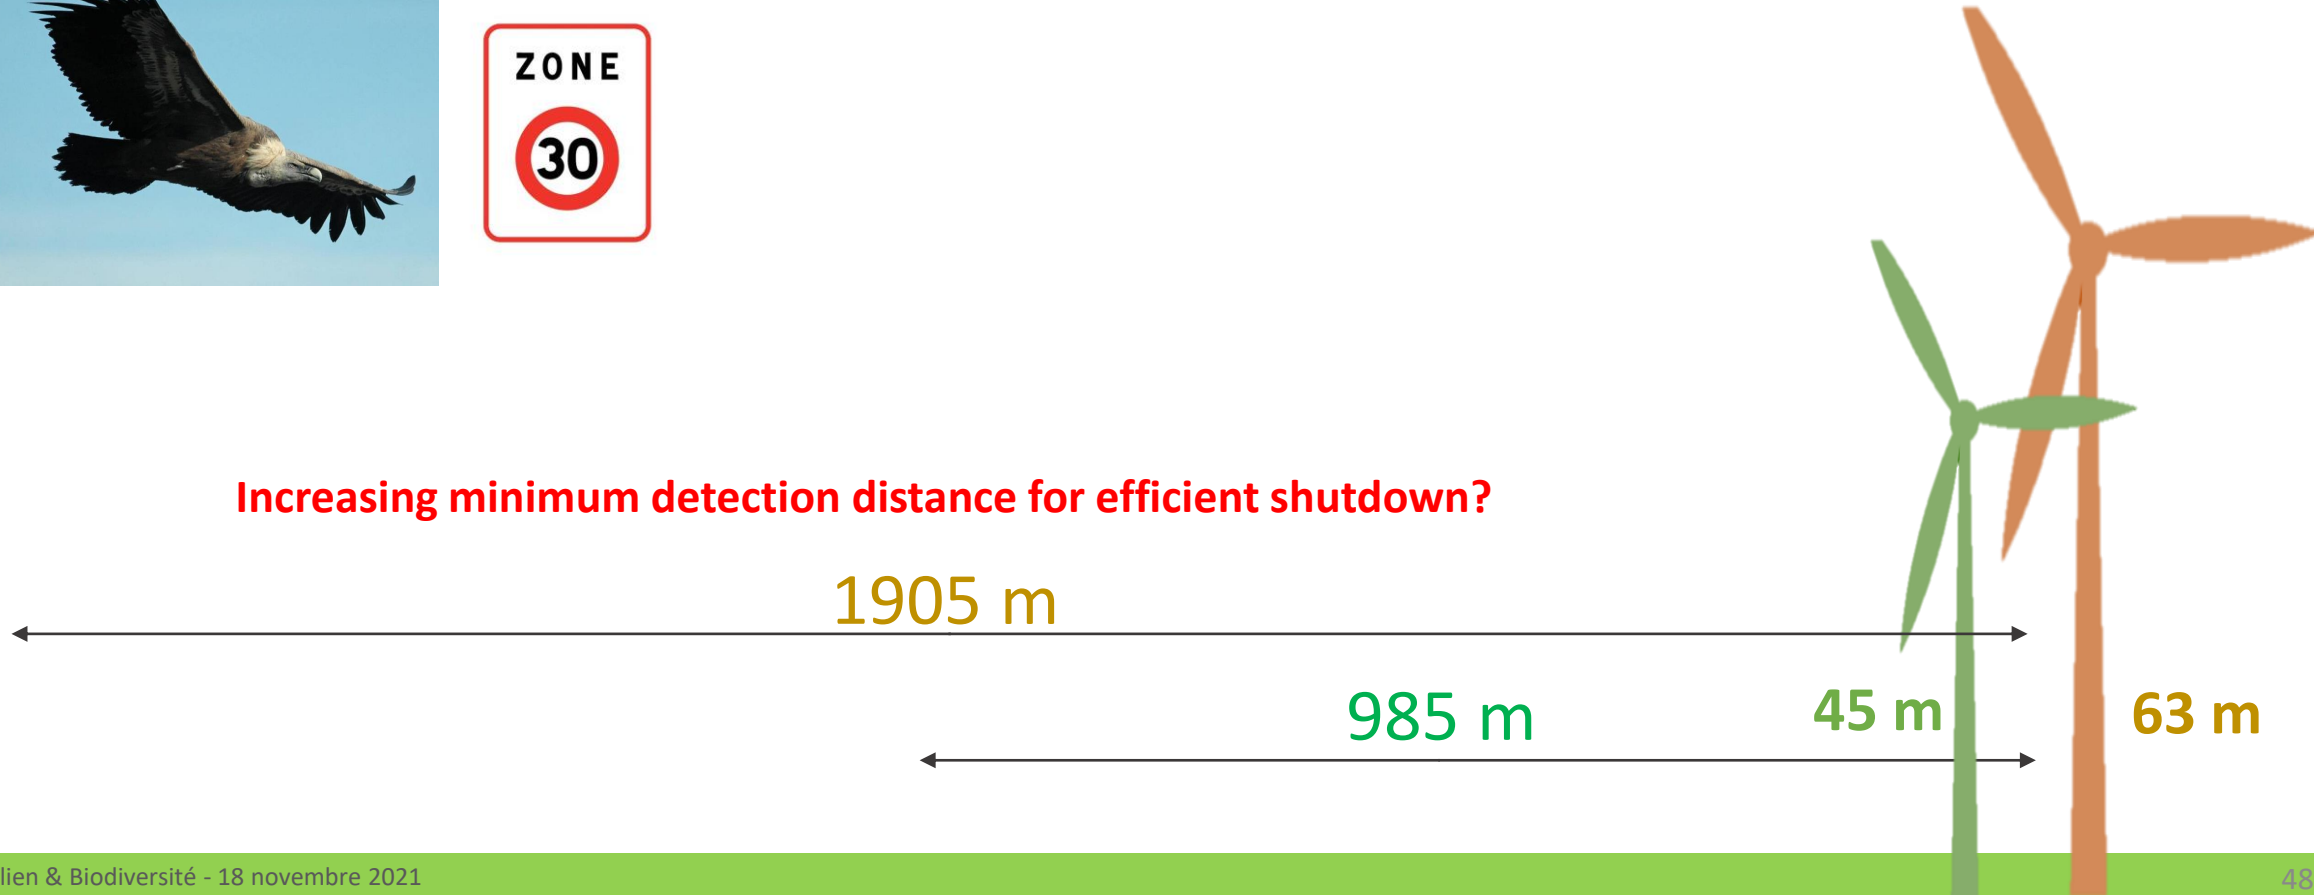 ZONE
30
Increasing minimum detection distance for efficient shutdown?
1905 m
985 m
45 m
63 m
lien & Biodiversité - 18 novembre 2021
48